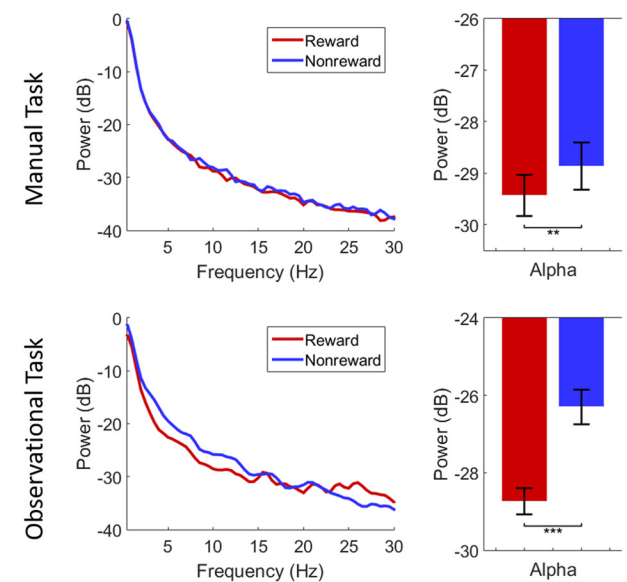 Manual Task
Power (dB)
0
-10
-20
-30
-40
5
10
15
20
25
30
Frequency (Hz)
Reward
Nonreward
Power (dB)
-26
-27
-28
-29
-30
**
Alpha
Observational Task
Power (dB)
0
-10
-20
-30
-40
5
10
15
20
25
30
Frequency (Hz)
Reward
Nonreward
Power (dB)
-24
-26
-28
-30
***
Alpha